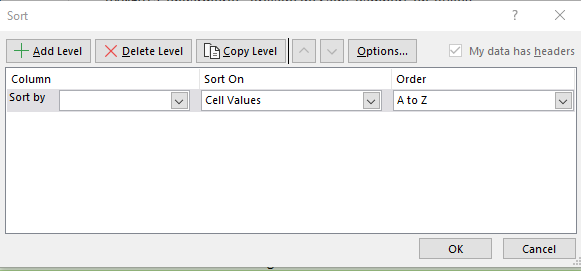 Sort
?
Add Level Delete Level Copy Level Options... My data has headers
Column Sort On Order
Sort by Cell Values A to Z
OK Cancel